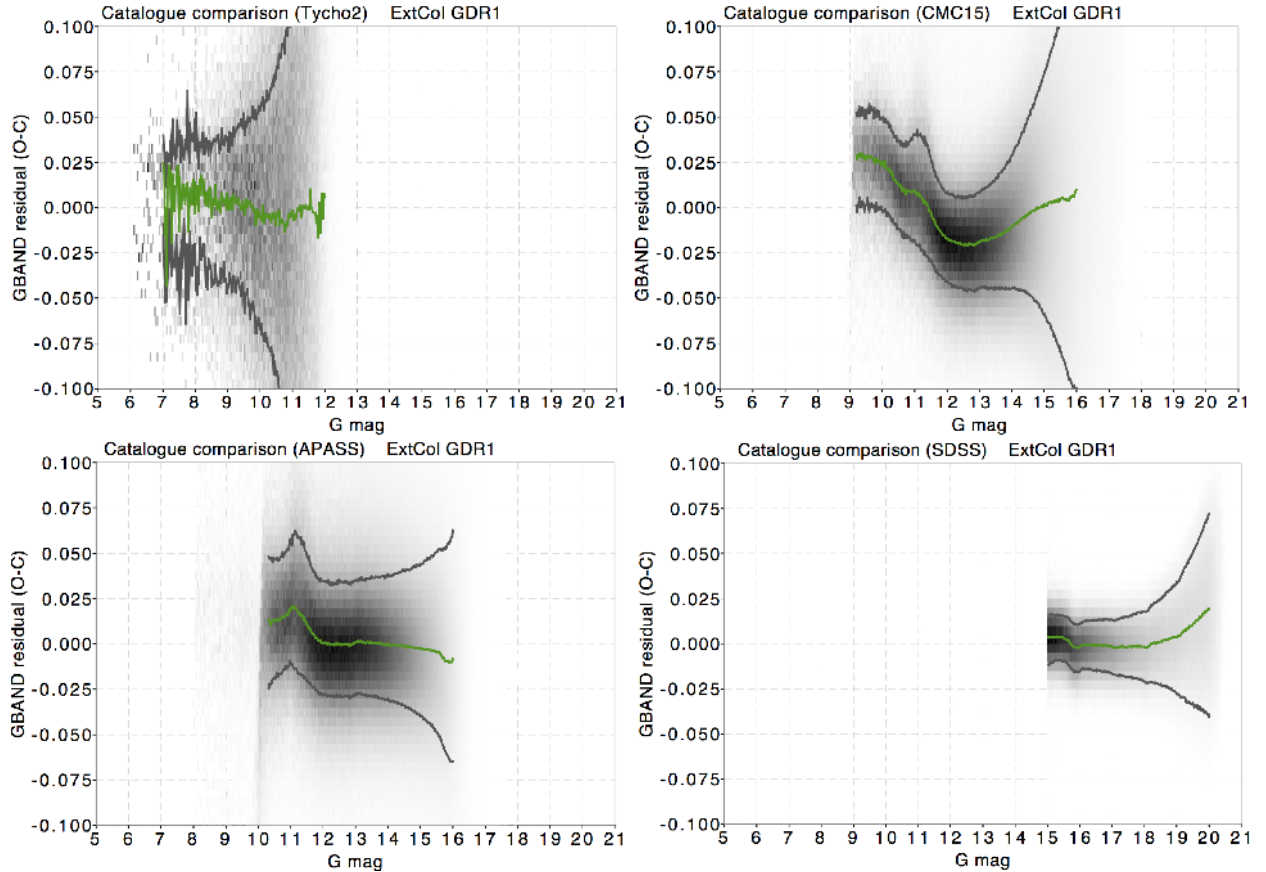 Catalogue comparison (Tycho2) ExtCol GDR1
GBAND residual (O-C)
0.100
0.075
0.050
0.025
0.000
-0.025
-0.050
-0.075
-0.100
5 6 7 8 9 10 11 12 13 14 15 16 17 18 19 20 21
G mag
Catalogue comparison (CMC15) ExtCol GDR1
GBAND residual (O-C)
0.100
0.075
0.050
0.025
0.000
-0.025
-0.050
-0.075
-0.100
5 6 7 8 9 10 11 12 13 14 15 16 17 18 19 20 21
G mag
Catalogue comparison (APASS) ExtCol GDR1
GBAND residual (O-C)
0.100
0.075
0.050
0.025
0.000
-0.025
-0.050
-0.075
-0.100
5 6 7 8 9 10 11 12 13 14 15 16 17 18 19 20 21
G mag
Catalogue comparison (SDSS) ExtCol GDR1
GBAND residual (O-C)
0.100
0.075
0.050
0.025
0.000
-0.025
-0.050
-0.075
-0.100
5 6 7 8 9 10 11 12 13 14 15 16 17 18 19 20 21
G mag